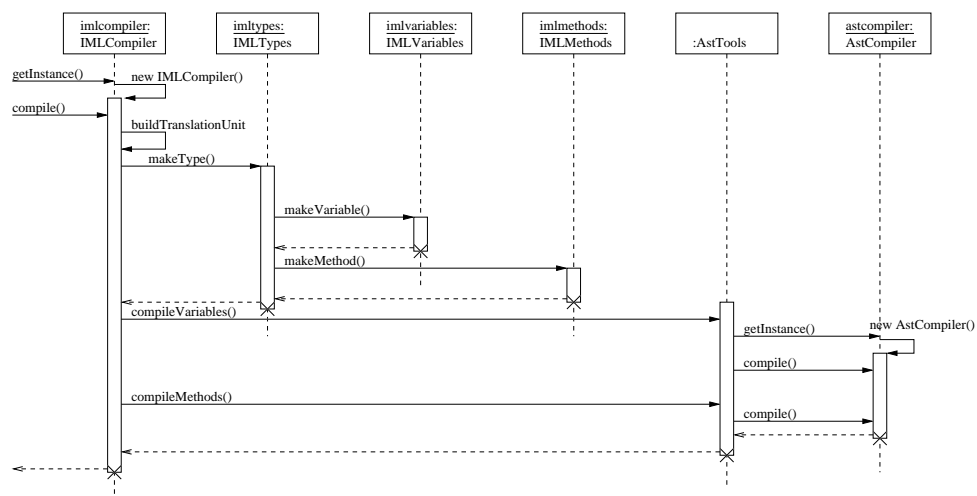 imlcompiler:
IMLCompiler
imltypes:
IMLTypes
imlvariables:
IMLVariables
imlmethods:
IMLMethods
:AstTools
astcompiler:
AstCompiler
getInstance()
new IMLCompiler()
compile()
buildTranslationUnit
makeType()
makeVariable()
makeMethod()
compileVariables()
getInstance()
new AstCompiler()
compile()
compileMethods()
compile()